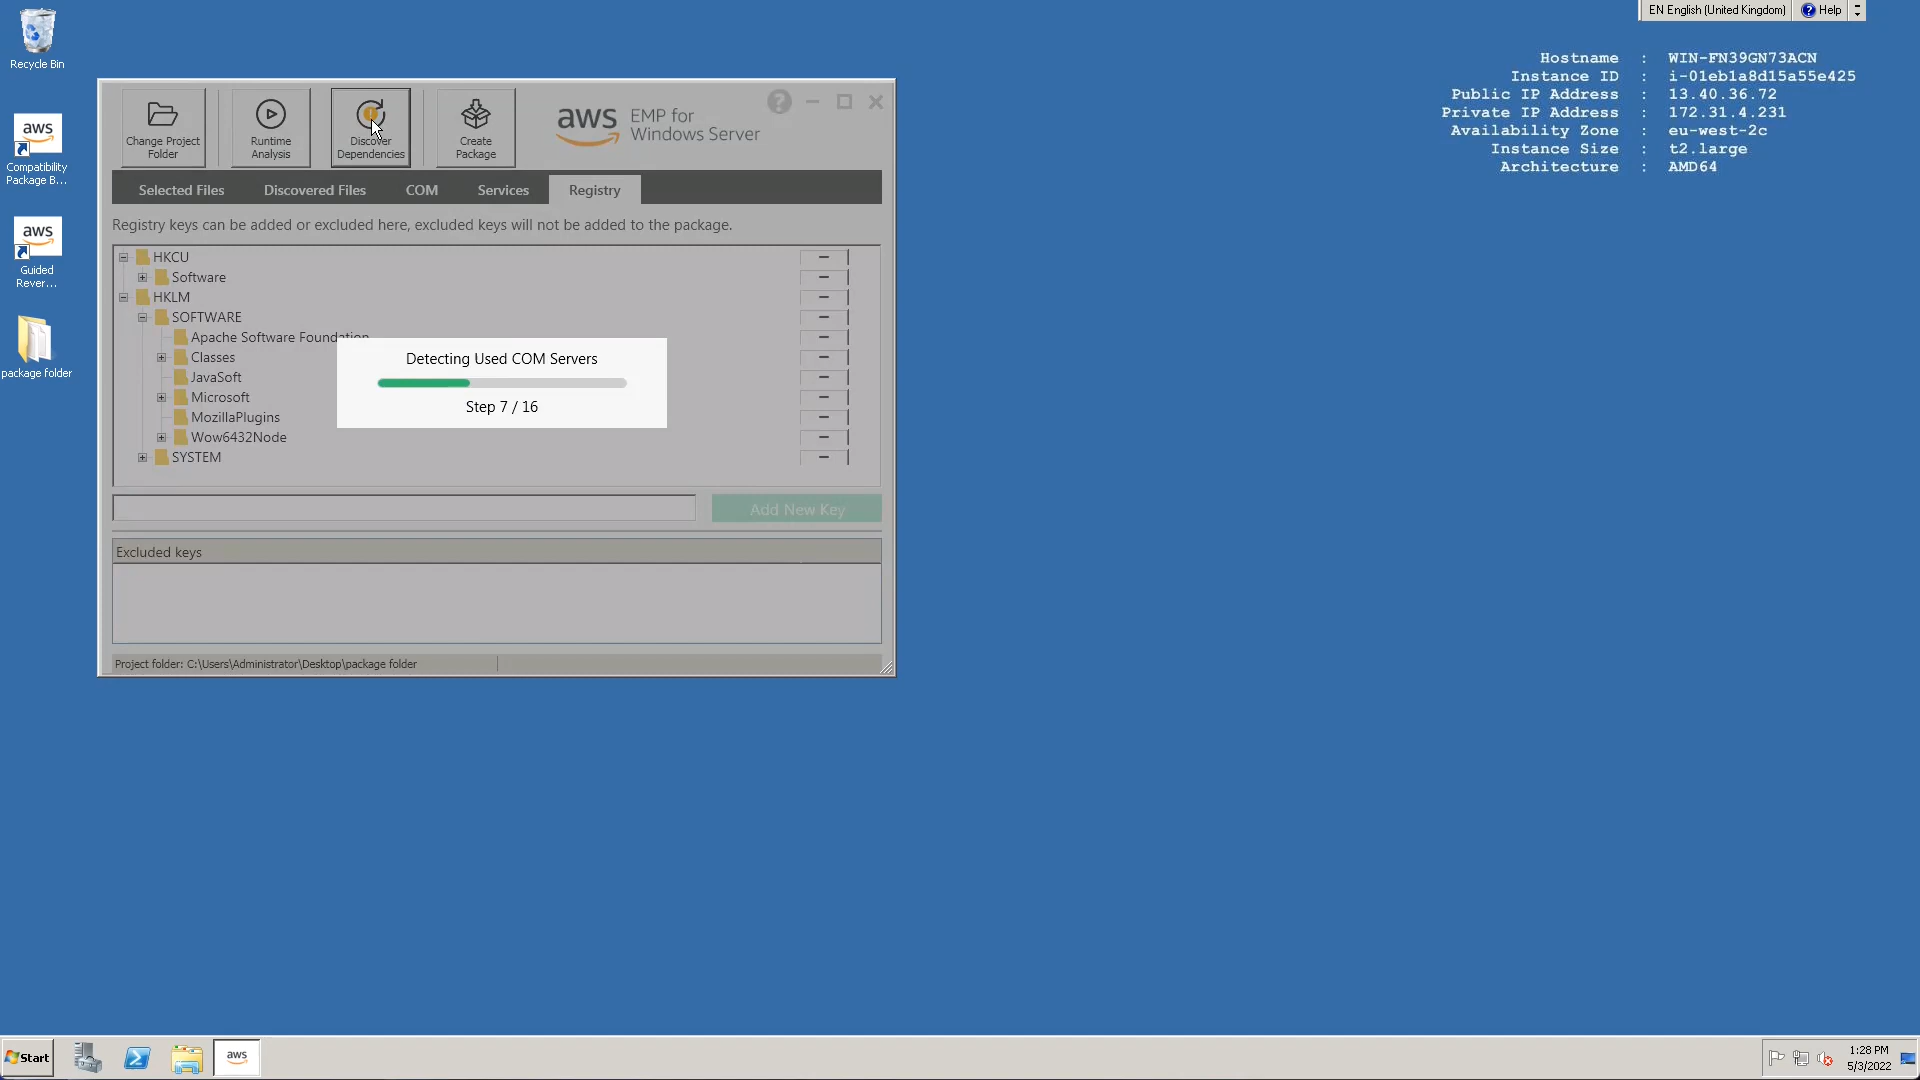 Recycle Bin
aws
Compatibility
Package B...
aws
Guided
Rever...
package folder
EN English (United Kingdom)
Help
Hostname : WIN-FN39GN73ACN
Instance ID : i-01eb1a8d15a55e425
Public IP Address : 13.40.36.72
Private IP Address : 172.31.4.231
Availability Zone : eu-west-2c
Instance Size : t2.large
Architecture : AMD64
Change Project
Folder
Runtime
Analysis
Discover
Dependencies
Create
Package
aws
EMP for
Windows Server
Selected Files
Discovered Files
COM
Services
Registry
Registry keys can be added or excluded here, excluded keys will not be added to the package.
HKCU
Software
HKLM
SOFTWARE
Apache Software Foundation
Classes
JavaSoft
Microsoft
MozillaPlugins
Wow6432Node
SYSTEM
Detecting Used COM Servers
Step 7 / 16
Add New Key
Excluded keys
Project folder: C:\Users\Administrator\Desktop\package folder
Start
aws
1:28 PM
5/3/2022